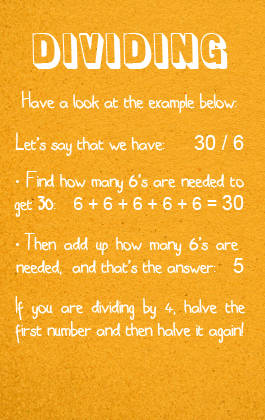 DIVIDING
Have a look at the example below:
Let's say that we have: 30 / 6
• Find how many 6's are needed to
get 30: 6 + 6 + 6 + 6 + 6 = 30
• Then add up how many 6's are
needed, and that's the answer: 5
If you are dividing by 4, halve the
first number and then halve it again!